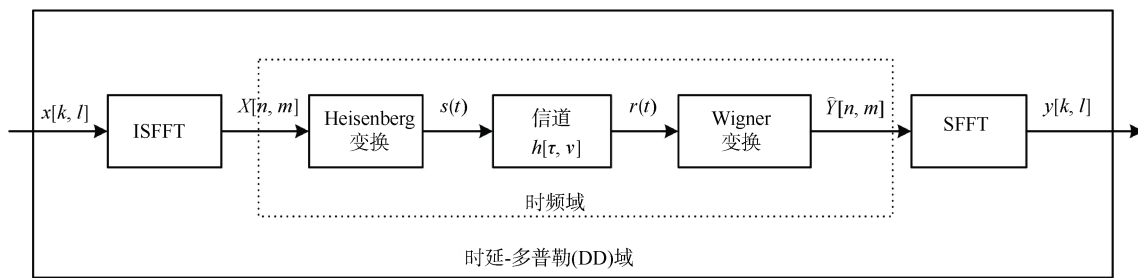 x[k, l]
ISFFT
X[n, m]
Heisenberg
变换
s(t)
信道
h[τ, v]
r(t)
Wigner
变换
Ỹ[n, m]
SFFT
y[k, l]
时频域
时延-多普勒(DD)域